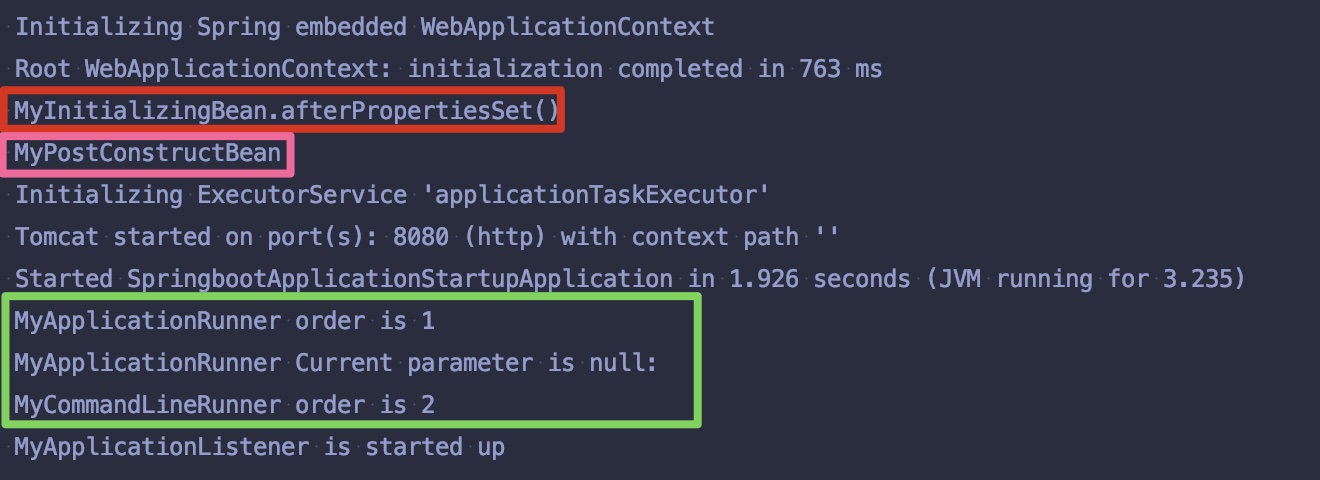 Initializing Spring embedded WebApplicationContext
Root WebApplicationContext: initialization completed in 763 ms
MyInitializingBean.afterPropertiesSet()
MyPostConstructBean
Initializing ExecutorService 'applicationTaskExecutor'
Tomcat started on port(s): 8080 (http) with context path ''
Started SpringbootApplicationStartupApplication in 1.926 seconds (JVM running for 3.235)
MyApplicationRunner order is 1
MyApplicationRunner Current parameter is null:
MyCommandLineRunner order is 2
MyApplicationListener is started up